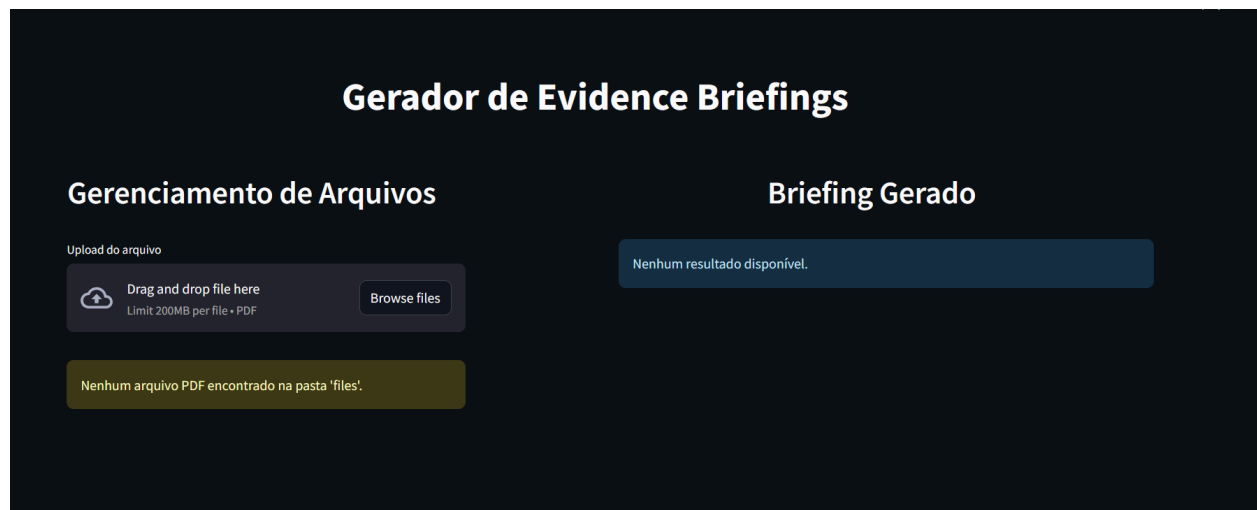 Gerador de Evidence Briefings
Gerenciamento de Arquivos
Upload do arquivo
Drag and drop file here
Limit 200MB per file • PDF
Browse files
Nenhum arquivo PDF encontrado na pasta 'files'.
Briefing Gerado
Nenhum resultado disponível.